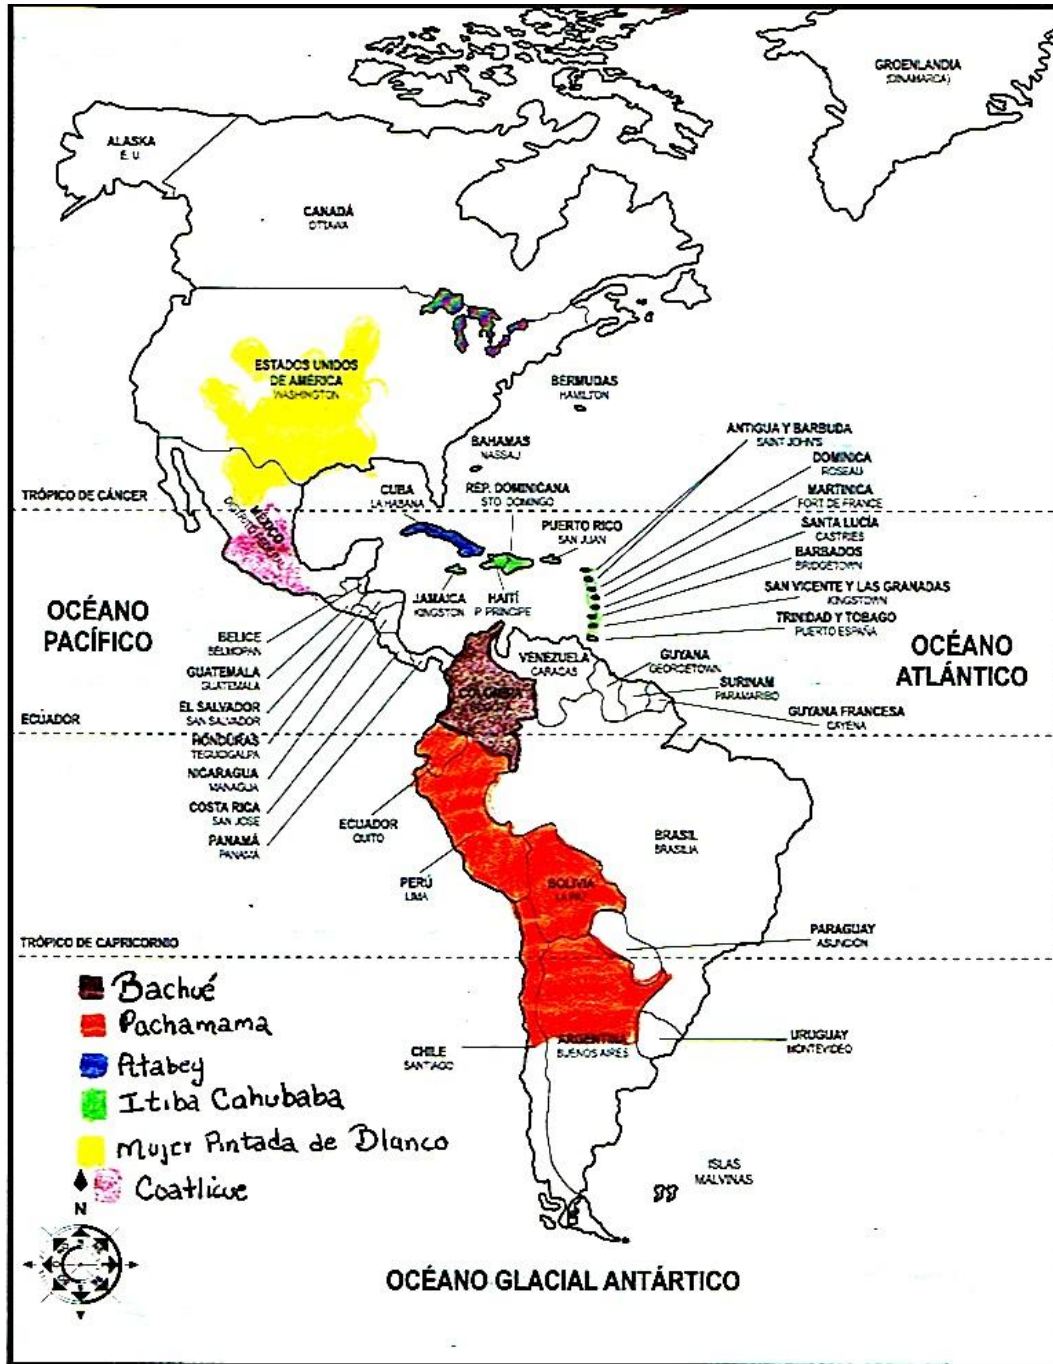 GROENLANDIA
(DINAMARCA)
ALASKA
E. U.
CANADÁ
OTTAWA
ESTADOS UNIDOS
DE AMÉRICA
WASHINGTON
BERMUDAS
HAMILTON
BAHAMAS
NASSAU
ANTIGUA Y BARBUDA
SAINT JOHN'S
DOMINICA
ROSEAU
TRÓPICO DE CÁNCER
CUBA
LA HABANA
REP. DOMINICANA
STO. DOMINGO
MARTINICA
FORT DE FRANCE
MÉXICO
DISTRITO FEDERAL
PUERTO RICO
SAN JUAN
SANTA LUCÍA
CASTRIES
BARBADOS
BRIDGETOWN
SAN VICENTE Y LAS GRANADAS
KINGSTOWN
JAMAICA
KINGSTON
HAITÍ
P. PRINCIPE
TRINIDAD Y TOBAGO
PUERTO ESPAÑA
OCÉANO
PACÍFICO
OCÉANO
ATLÁNTICO
BELICE
BELMOPAN
VENEZUELA
CARACAS
GUYANA
GEORGETOWN
GUATEMALA
GUATEMALA
SURINAM
PARAMARIBO
COLOMBIA
BOGOTÁ
EL SALVADOR
SAN SALVADOR
GUYANA FRANCESA
CAYENA
ECUADOR
HONDURAS
TEGUCIGALPA
NICARAGUA
MANAGUA
COSTA RICA
SAN JOSE
PANAMÁ
PANAMÁ
ECUADOR
QUITO
BRASIL
BRASILIA
PERÚ
LIMA
BOLIVIA
LA PAZ
TRÓPICO DE CAPRICORNIO
PARAGUAY
ASUNCION
CHILE
SANTIAGO
ARGENTINA
BUENOS AIRES
URUGUAY
MONTEVIDEO
Bachué
Pachamama
Atabey
Itiba Cahubaba
Mujer Pintada de Blanco
Coatlicue
N
ISLAS
MALVINAS
OCÉANO GLACIAL ANTÁRTICO